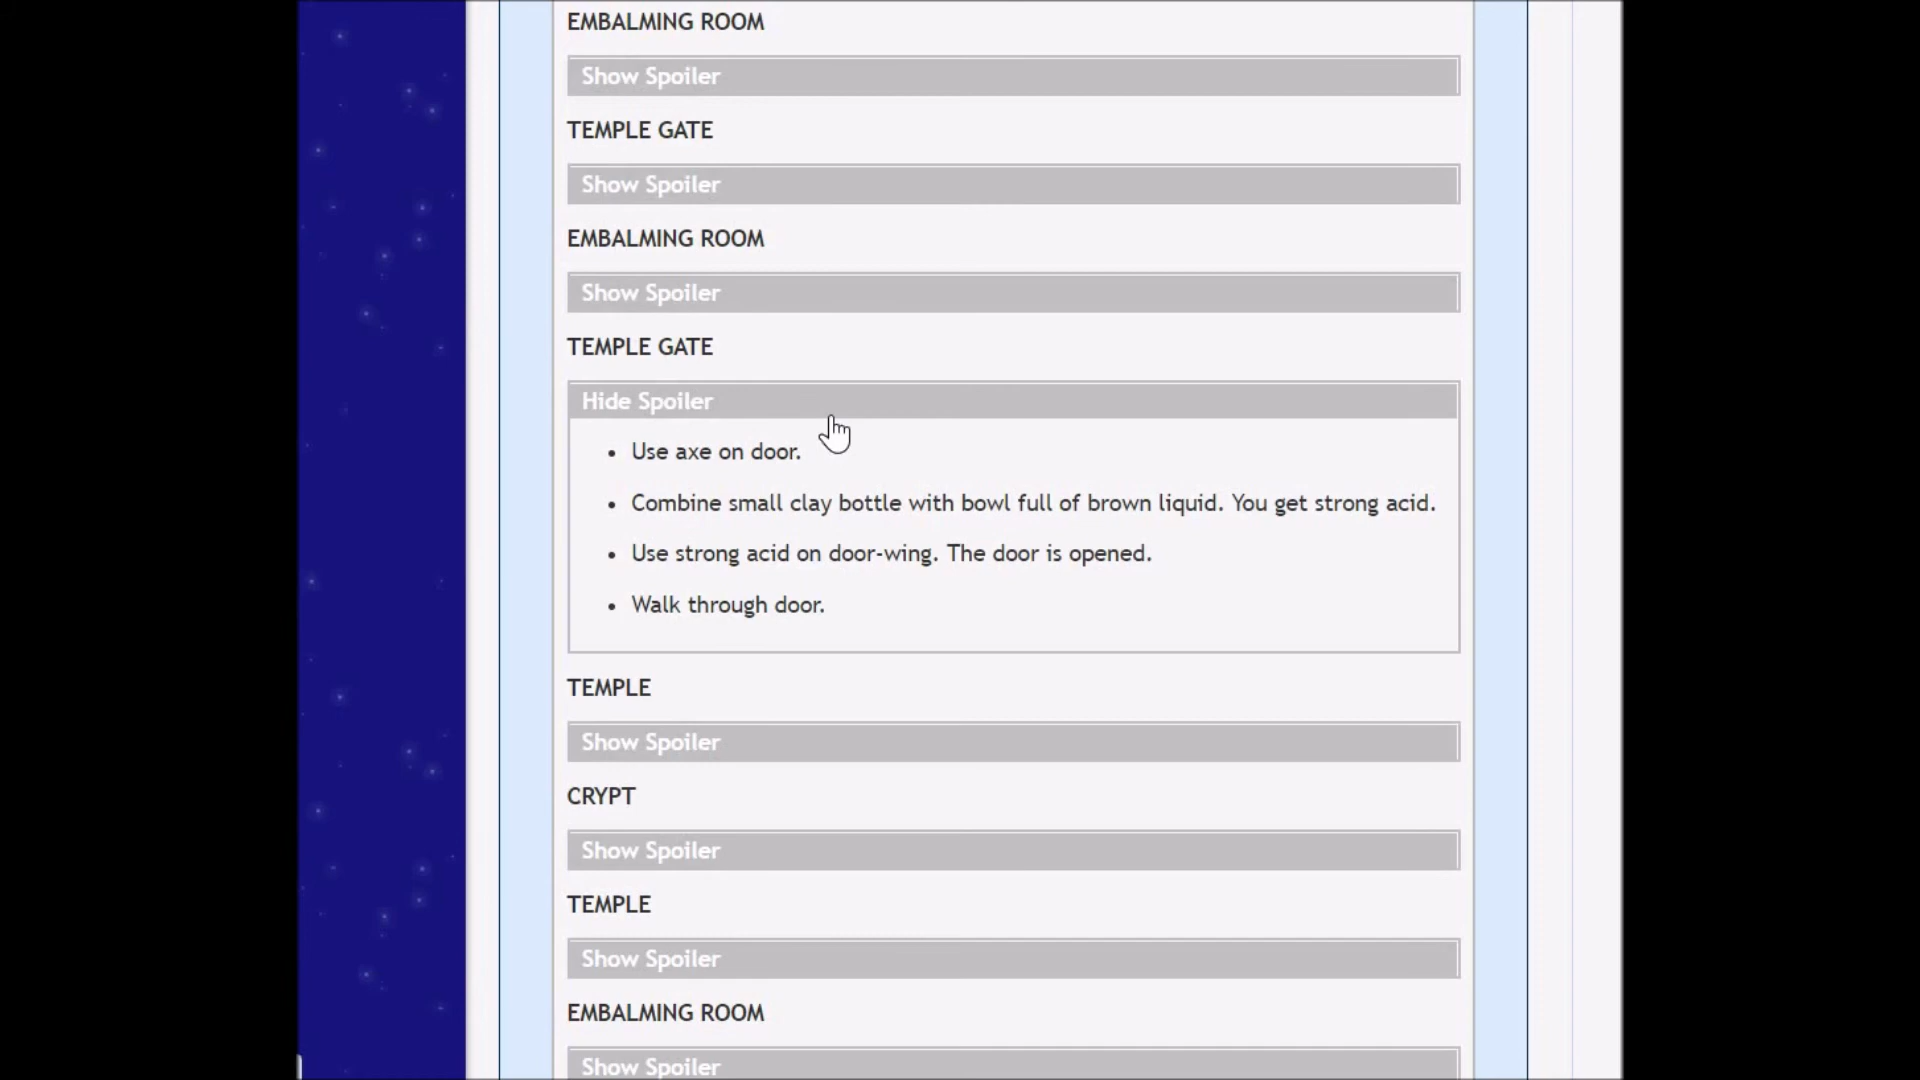 EMBALMING ROOM
Show Spoiler
TEMPLE GATE
Show Spoiler
EMBALMING ROOM
Show Spoiler
TEMPLE GATE
Hide Spoiler
Use axe on door.
Combine small clay bottle with bowl full of brown liquid. You get strong acid.
Use strong acid on door-wing. The door is opened.
Walk through door.
TEMPLE
Show Spoiler
CRYPT
Show Spoiler
TEMPLE
Show Spoiler
EMBALMING ROOM
Show Spoiler